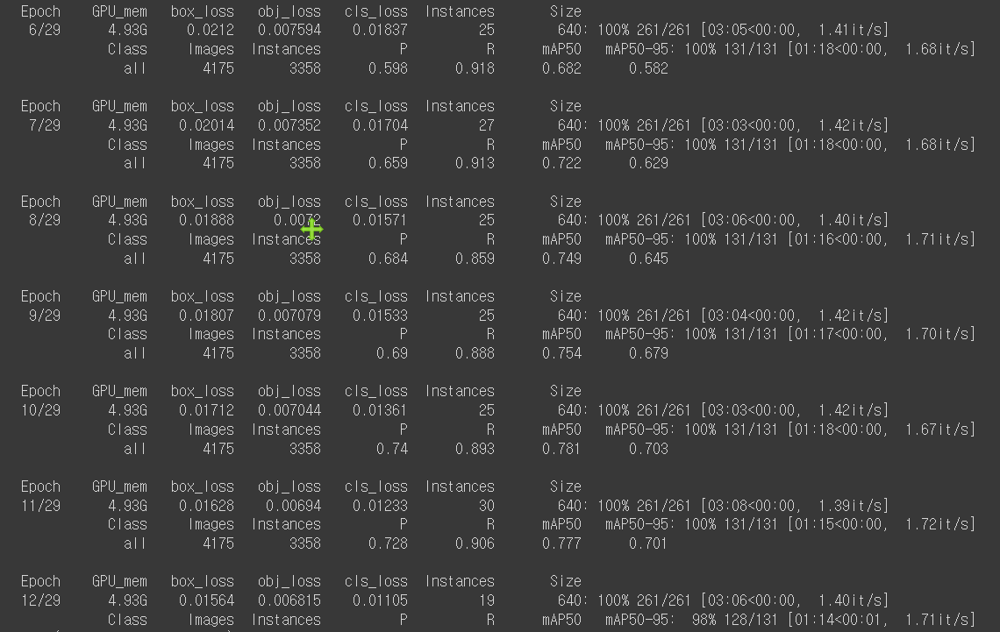 Epoch GPU_mem box_loss obj_loss cls_loss Instances Size
6/29 4.93G 0.0212 0.007594 0.01837 25 640: 100% 261/261 [03:05<00:00, 1.41it/s]
Class Images Instances P R mAP50 mAP50-95: 100% 131/131 [01:18<00:00, 1.68it/s]
all 4175 3358 0.598 0.918 0.682 0.582
Epoch GPU_mem box_loss obj_loss cls_loss Instances Size
7/29 4.93G 0.02014 0.007352 0.01704 27 640: 100% 261/261 [03:03<00:00, 1.42it/s]
Class Images Instances P R mAP50 mAP50-95: 100% 131/131 [01:18<00:00, 1.68it/s]
all 4175 3358 0.659 0.913 0.722 0.629
Epoch GPU_mem box_loss obj_loss cls_loss Instances Size
8/29 4.93G 0.01888 0.0072 0.01571 25 640: 100% 261/261 [03:06<00:00, 1.40it/s]
Class Images Instances P R mAP50 mAP50-95: 100% 131/131 [01:16<00:00, 1.71it/s]
all 4175 3358 0.684 0.859 0.749 0.645
Epoch GPU_mem box_loss obj_loss cls_loss Instances Size
9/29 4.93G 0.01807 0.007079 0.01533 25 640: 100% 261/261 [03:04<00:00, 1.42it/s]
Class Images Instances P R mAP50 mAP50-95: 100% 131/131 [01:17<00:00, 1.70it/s]
all 4175 3358 0.69 0.888 0.754 0.679
Epoch GPU_mem box_loss obj_loss cls_loss Instances Size
10/29 4.93G 0.01712 0.007044 0.01361 25 640: 100% 261/261 [03:03<00:00, 1.42it/s]
Class Images Instances P R mAP50 mAP50-95: 100% 131/131 [01:18<00:00, 1.67it/s]
all 4175 3358 0.74 0.893 0.781 0.703
Epoch GPU_mem box_loss obj_loss cls_loss Instances Size
11/29 4.93G 0.01628 0.00694 0.01233 30 640: 100% 261/261 [03:08<00:00, 1.39it/s]
Class Images Instances P R mAP50 mAP50-95: 100% 131/131 [01:15<00:00, 1.72it/s]
all 4175 3358 0.728 0.906 0.777 0.701
Epoch GPU_mem box_loss obj_loss cls_loss Instances Size
12/29 4.93G 0.01564 0.006815 0.01105 19 640: 100% 261/261 [03:06<00:00, 1.40it/s]
Class Images Instances P R mAP50 mAP50-95: 98% 128/131 [01:14<00:01, 1.71it/s]